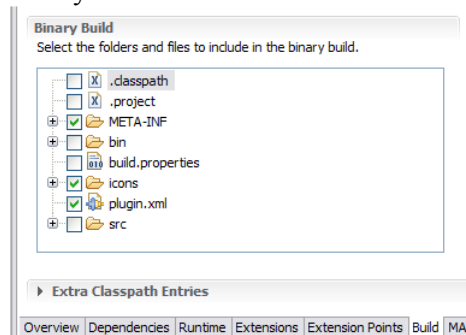 Binary Build
Select the folders and files to include in the binary build.
.classpath
.project
META-INF
bin
build.properties
icons
plugin.xml
src
Extra Classpath Entries
Overview Dependencies Runtime Extensions Extension Points Build MA